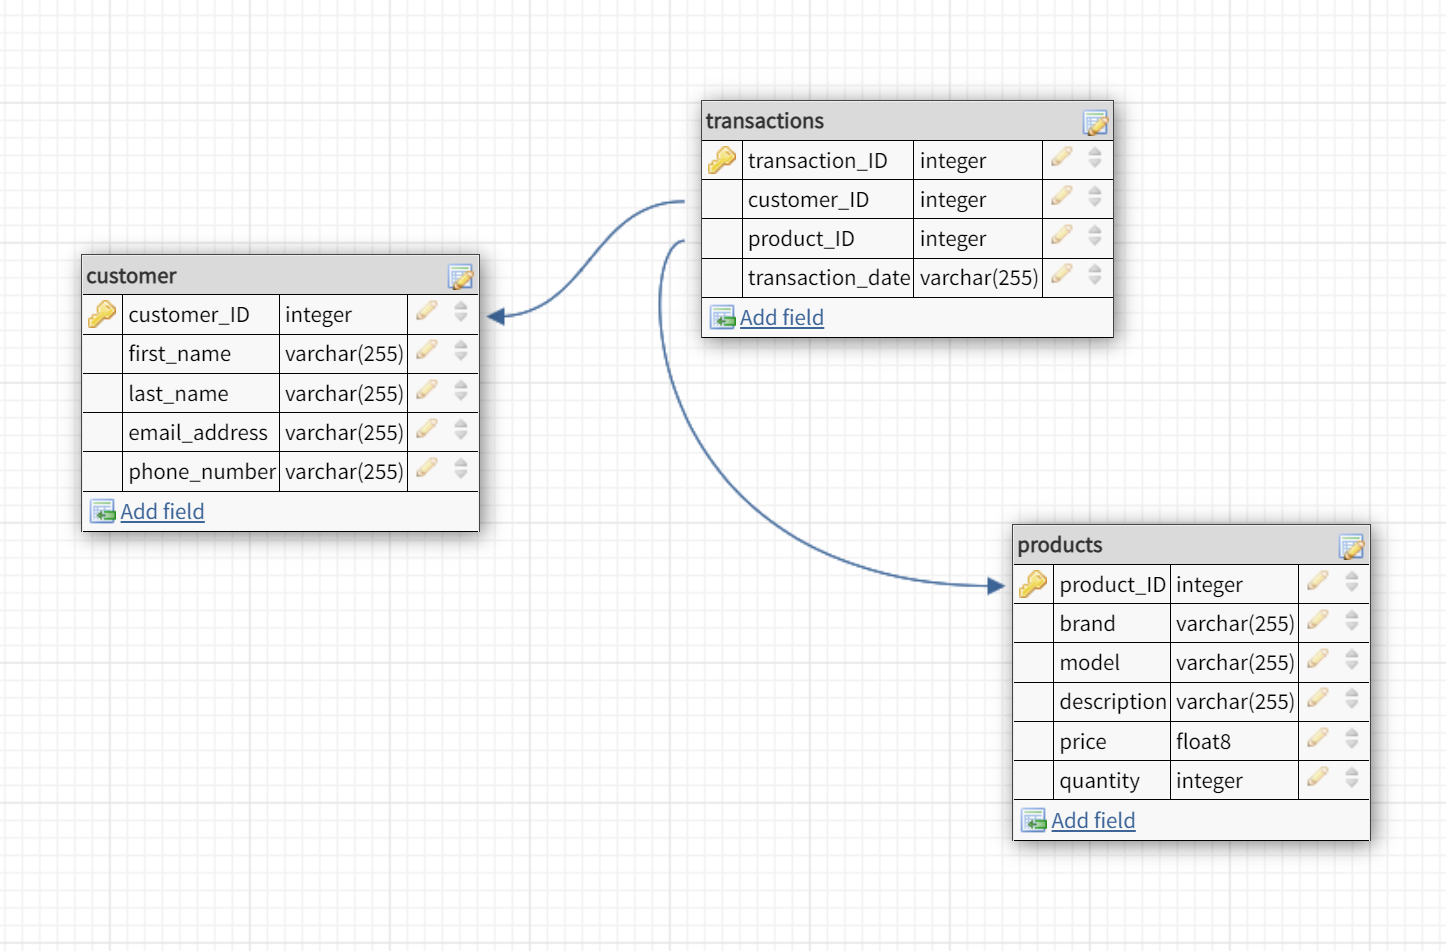 transactions
transaction_ID integer
customer_ID integer
product_ID integer
transaction_date varchar(255)
Add field
customer
customer_ID integer
first_name varchar(255)
last_name varchar(255)
email_address varchar(255)
phone_number varchar(255)
Add field
products
product_ID integer
brand varchar(255)
model varchar(255)
description varchar(255)
price float8
quantity integer
Add field